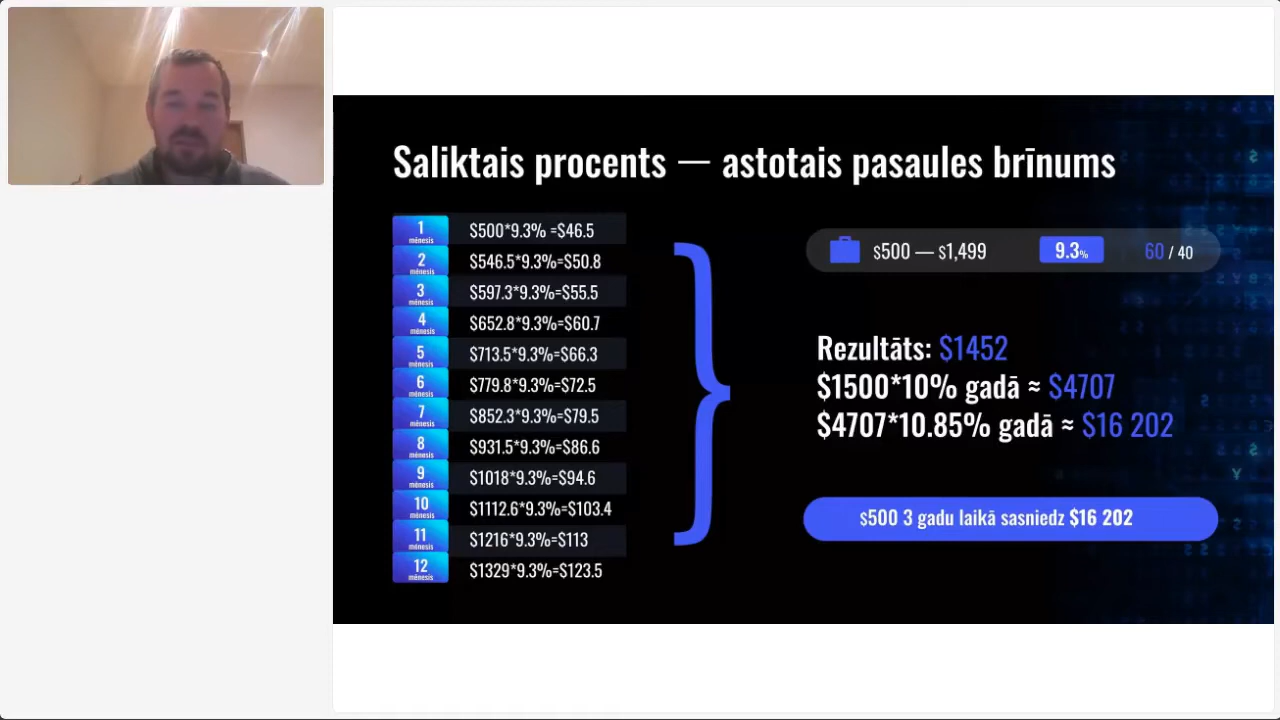 Saliktais procents — astotais pasaules brīnums
1 mēnesis $500*9.3% =$46.5
2 mēnesis $546.5*9.3%=$50.8
3 mēnesis $597.3*9.3%=$55.5
4 mēnesis $652.8*9.3%=$60.7
5 mēnesis $713.5*9.3%=$66.3
6 mēnesis $779.8*9.3%=$72.5
7 mēnesis $852.3*9.3%=$79.5
8 mēnesis $931.5*9.3%=$86.6
9 mēnesis $1018*9.3%=$94.6
10 mēnesis $1112.6*9.3%=$103.4
11 mēnesis $1216*9.3%=$113
12 mēnesis $1329*9.3%=$123.5
$500 — $1,499 9.3% 60 / 40
Rezultāts: $1452
$1500*10% gadā ≈ $4707
$4707*10.85% gadā ≈ $16 202
$500 3 gadu laikā sasniedz $16 202